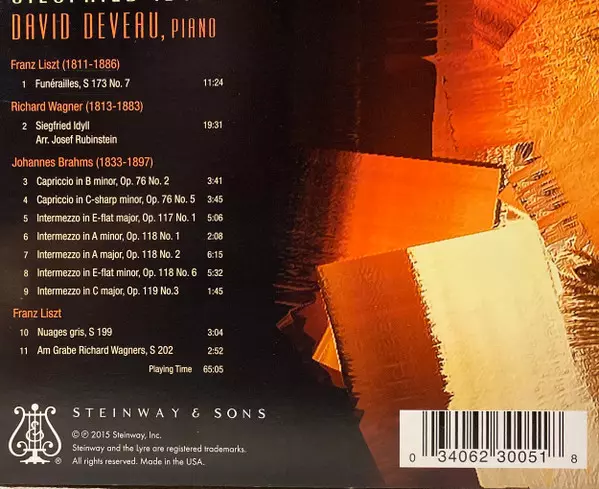 DAVID DEVEAU, PIANO
Franz Liszt (1811-1886)
1 Funérailles, S 173 No. 7 11:24
Richard Wagner (1813-1883)
2 Siegfried Idyll 19:31
Arr. Josef Rubinstein
Johannes Brahms (1833-1897)
3 Capriccio in B minor, Op. 76 No. 2 3:41
4 Capriccio in C-sharp minor, Op. 76 No. 5 3:45
5 Intermezzo in E-flat major, Op. 117 No. 1 5:06
6 Intermezzo in A minor, Op. 118 No. 1 2:08
7 Intermezzo in A major, Op. 118 No. 2 6:15
8 Intermezzo in E-flat minor, Op. 118 No. 6 5:32
9 Intermezzo in C major, Op. 119 No.3 1:45
Franz Liszt
10 Nuages gris, S 199 3:04
11 Am Grabe Richard Wagners, S 202 2:52
Playing Time 65:05
STEINWAY & SONS
©℗ 2015 Steinway, Inc.
Steinway and the Lyre are registered trademarks.
All rights reserved. Made in the USA.
®
0 34062 30051 8